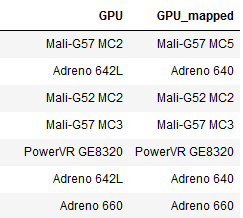 GPU GPU_mapped
Mali-G57 MC2 Mali-G57 MC5
Adreno 642L Adreno 640
Mali-G52 MC2 Mali-G57 MC2
Mali-G57 MC3 Mali-G57 MC3
PowerVR GE8320 PowerVR GE8320
Adreno 642L Adreno 640
Adreno 660 Adreno 660